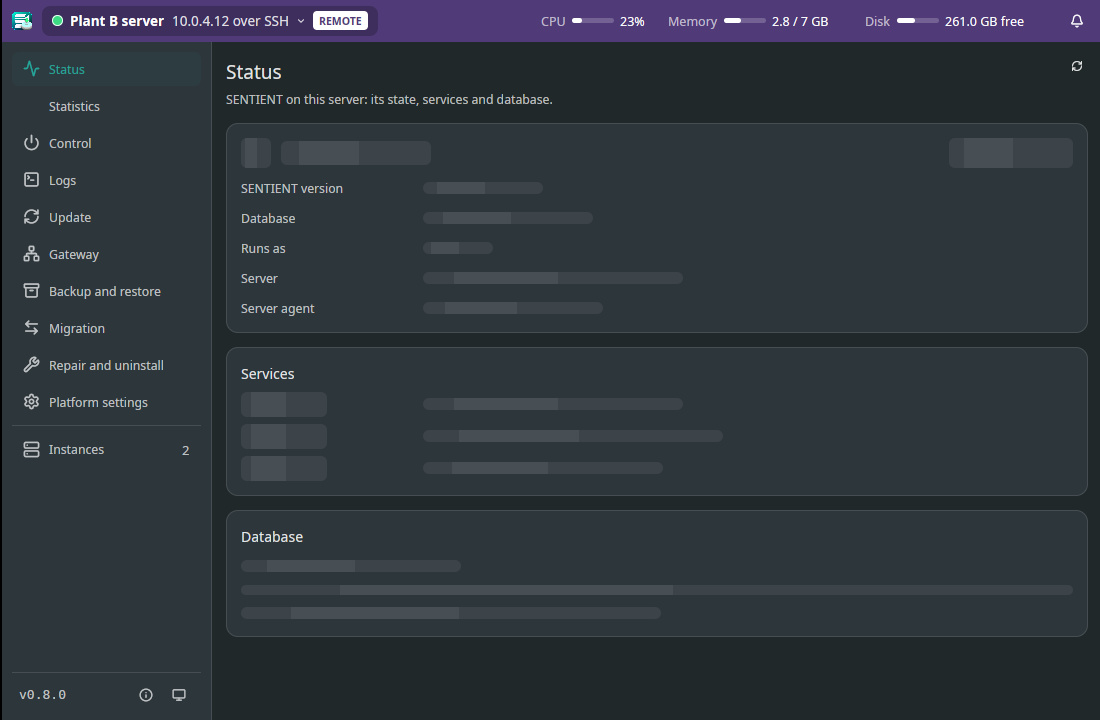 Plant B server 10.0.4.12 over SSH REMOTE CPU 23% Memory 2.8 / 7 GB Disk 261.0 GB free
Status
Statistics
Control
Logs
Update
Gateway
Backup and restore
Migration
Repair and uninstall
Platform settings
Instances 2
v0.8.0
Status
SENTIENT on this server: its state, services and database.
SENTIENT version
Database
Runs as
Server
Server agent
Services
Database